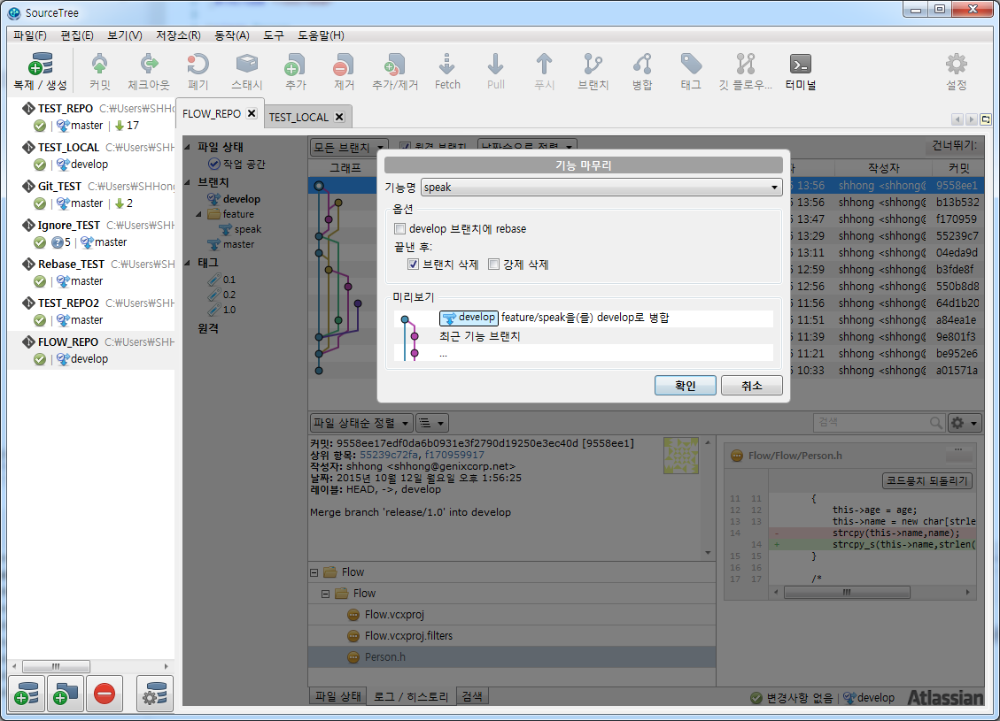 SourceTree
파일(F) 편집(E) 보기(V) 저장소(R) 동작(A) 도구 도움말(H)
복제 / 생성 커밋 체크아웃 폐기 스태시 추가 제거 추가/제거 Fetch Pull 푸시 브랜치 병합 태그 깃 플로우... 터미널 설정
TEST_REPO C:₩Users₩SHHo
master 17
TEST_LOCAL C:₩Users₩SHH
develop
Git_TEST C:₩Users₩SHHong
master 2
Ignore_TEST C:₩Users₩SHH
5 master
Rebase_TEST C:₩Users₩SH
master
TEST_REPO2 C:₩Users₩SHH
master
FLOW_REPO C:₩Users₩SHH
develop
FLOW_REPO TEST_LOCAL
파일 상태
작업 공간
브랜치
develop
feature
speak
master
태그
0.1
0.2
1.0
원격
모든 브랜치 원격 브랜치 날짜순으로 정렬 건너뛰기:
그래프 작성자 커밋
13:56 shhong <shhong@ 9558ee1
13:56 shhong <shhong@ b13b532
13:47 shhong <shhong@ f170959
13:29 shhong <shhong@ 55239c7
13:11 shhong <shhong@ 04eda9d
12:59 shhong <shhong@ b3fde8f
12:56 shhong <shhong@ 550b8d8
11:56 shhong <shhong@ 64d1b20
11:51 shhong <shhong@ a84ea1e
11:39 shhong <shhong@ 9e801f3
11:21 shhong <shhong@ be952e6
10:33 shhong <shhong@ a01571a
기능 마무리
기능명 speak
옵션
develop 브랜치에 rebase
끝낸 후:
브랜치 삭제 강제 삭제
미리보기
develop feature/speak을(를) develop로 병합
최근 기능 브랜치
...
확인 취소
파일 상태순 정렬 검색
커밋: 9558ee17edf0da6b0931e3f2790d19250e3ec40d [9558ee1]
상위 항목: 55239c72fa, f170959917
작성자: shhong <shhong@genixcorp.net>
날짜: 2015년 10월 12일 월요일 오후 1:56:25
레이블: HEAD, ->, develop
Merge branch 'release/1.0' into develop
Flow
Flow
Flow.vcxproj
Flow.vcxproj.filters
Person.h
Flow/Flow/Person.h ...
코드뭉치 되돌리기
11 11 {
12 12 this->age = age;
13 13 this->name = new char[strle
14 - strcpy(this->name,name);
14 + strcpy_s(this->name,strlen(
15 15 }
16 16
17 17 /*
파일 상태 로그 / 히스토리 검색
변경사항 없음 develop Atlassian